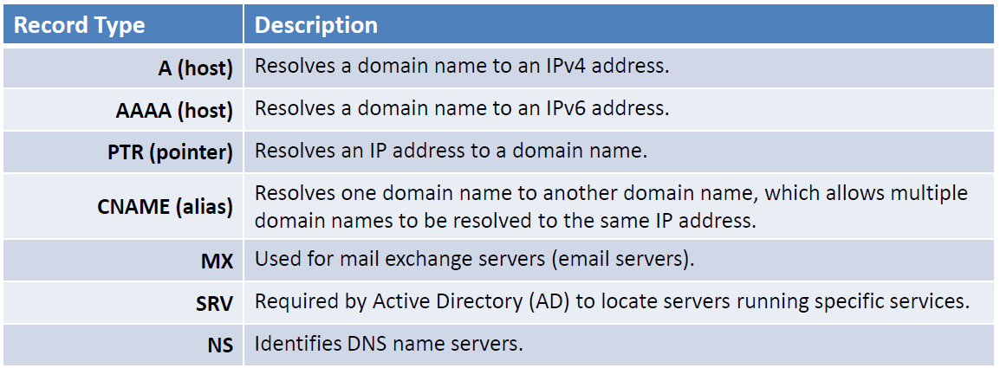 Record Type Description
A (host) Resolves a domain name to an IPv4 address.
AAAA (host) Resolves a domain name to an IPv6 address.
PTR (pointer) Resolves an IP address to a domain name.
CNAME (alias) Resolves one domain name to another domain name, which allows multiple
domain names to be resolved to the same IP address.
MX Used for mail exchange servers (email servers).
SRV Required by Active Directory (AD) to locate servers running specific services.
NS Identifies DNS name servers.